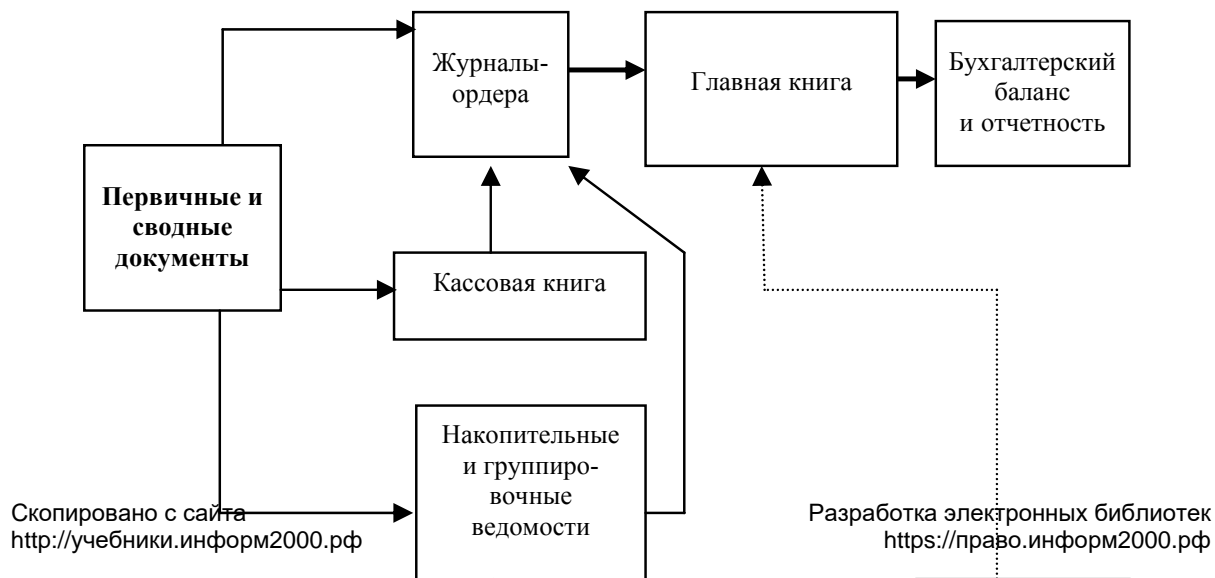 Журналы-
ордера
Главная книга
Бухгалтерский
баланс
и отчетность
Первичные и
сводные
документы
Кассовая книга
Накопительные
и группиро-
вочные
ведомости
Скопировано с сайта
http://учебники.информ2000.рф
Разработка электронных библиотек
https://право.информ2000.рф